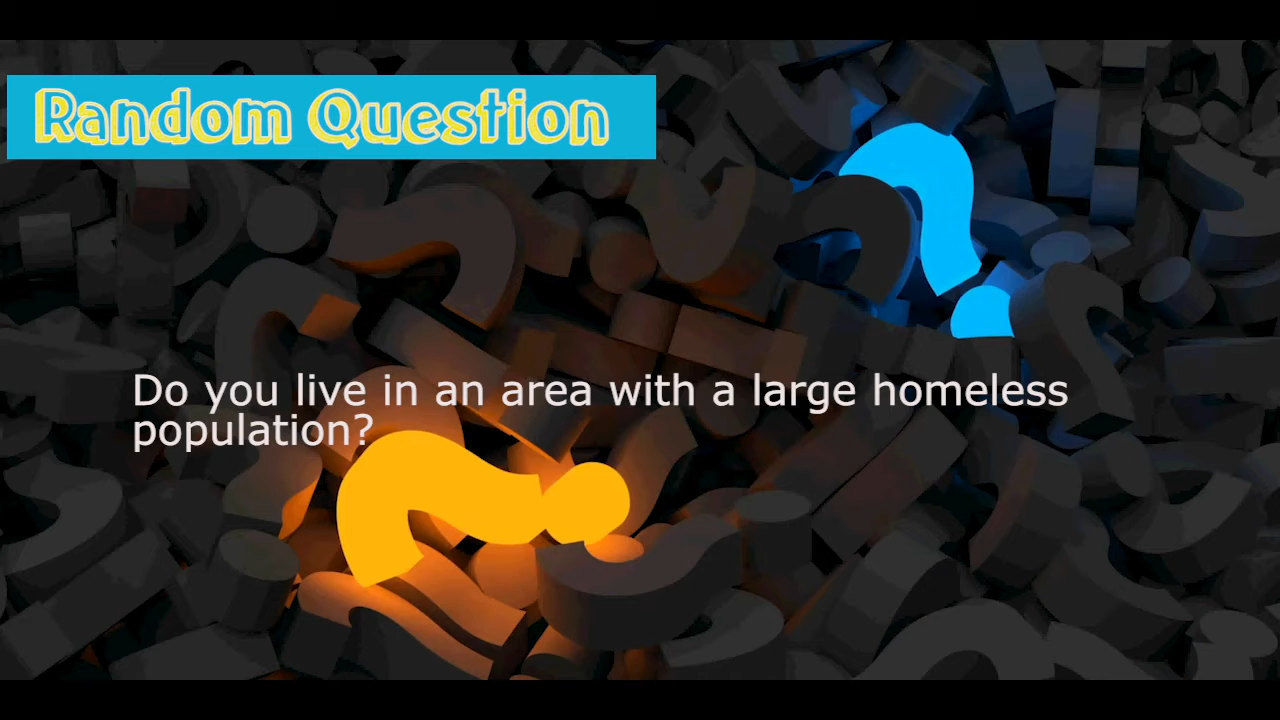 Random Question
Do you live in an area with a large homeless
population?